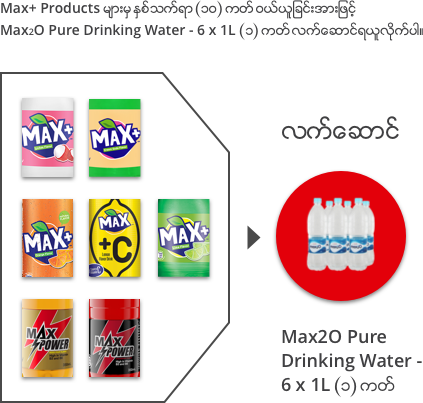 Max+ Products များမှ နှစ်သက်ရာ (၁၀) ကတ် ဝယ်ယူခြင်းအားဖြင့်
Max2O Pure Drinking Water - 6 x 1L (၁) ကတ် လက်ဆောင်ရယူလိုက်ပါ။
MAX+
MAX+
လက်ဆောင်
MAX+
MAX
+C
MAX+
MAX
POWER
MAX
POWER
Max2O Pure
Drinking Water -
6 x 1L (၁) ကတ်